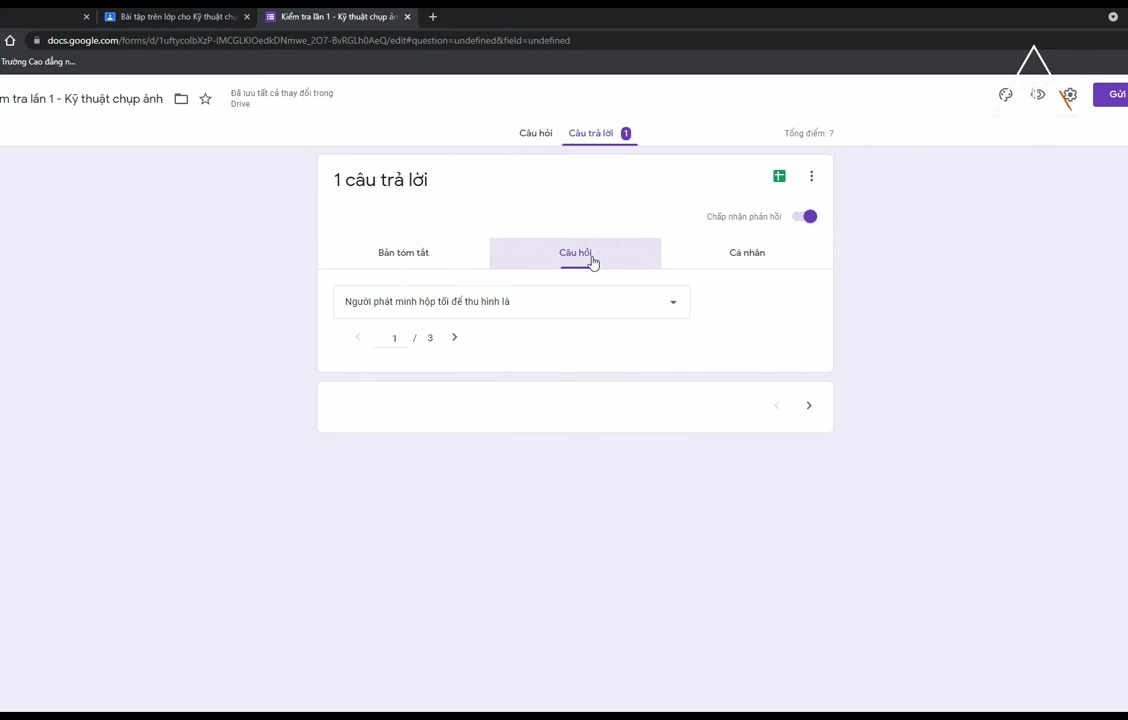 Bài tập trên lớp cho Kỹ thuật chụ
Kiểm tra lần 1 - Kỹ thuật chụp ản
docs.google.com/forms/d/1uftycolbXzP-IMCGLKIOedkDNmwe_2O7-BvRGLh0AeQ/edit#question=undefined&field=undefined
Trường Cao đẳng n...
m tra lần 1 - Kỹ thuật chụp ảnh
Đã lưu tất cả thay đổi trong
Drive
Gửi
Câu hỏi
Câu trả lời 1
Tổng điểm: 7
1 câu trả lời
Chấp nhận phản hồi
Bản tóm tắt
Câu hỏi
Cá nhân
Người phát minh hộp tối để thu hình là
1 / 3